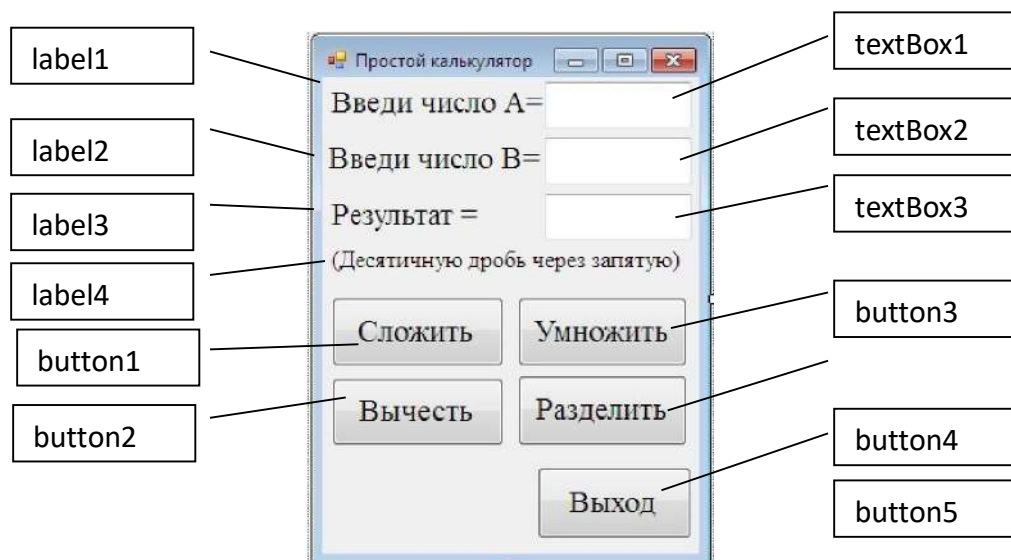 label1
label2
label3
label4
button1
button2
Простой калькулятор
Введи число A=
Введи число B=
Результат =
(Десятичную дробь через запятую)
Сложить
Умножить
Вычесть
Разделить
Выход
textBox1
textBox2
textBox3
button3
button4
button5